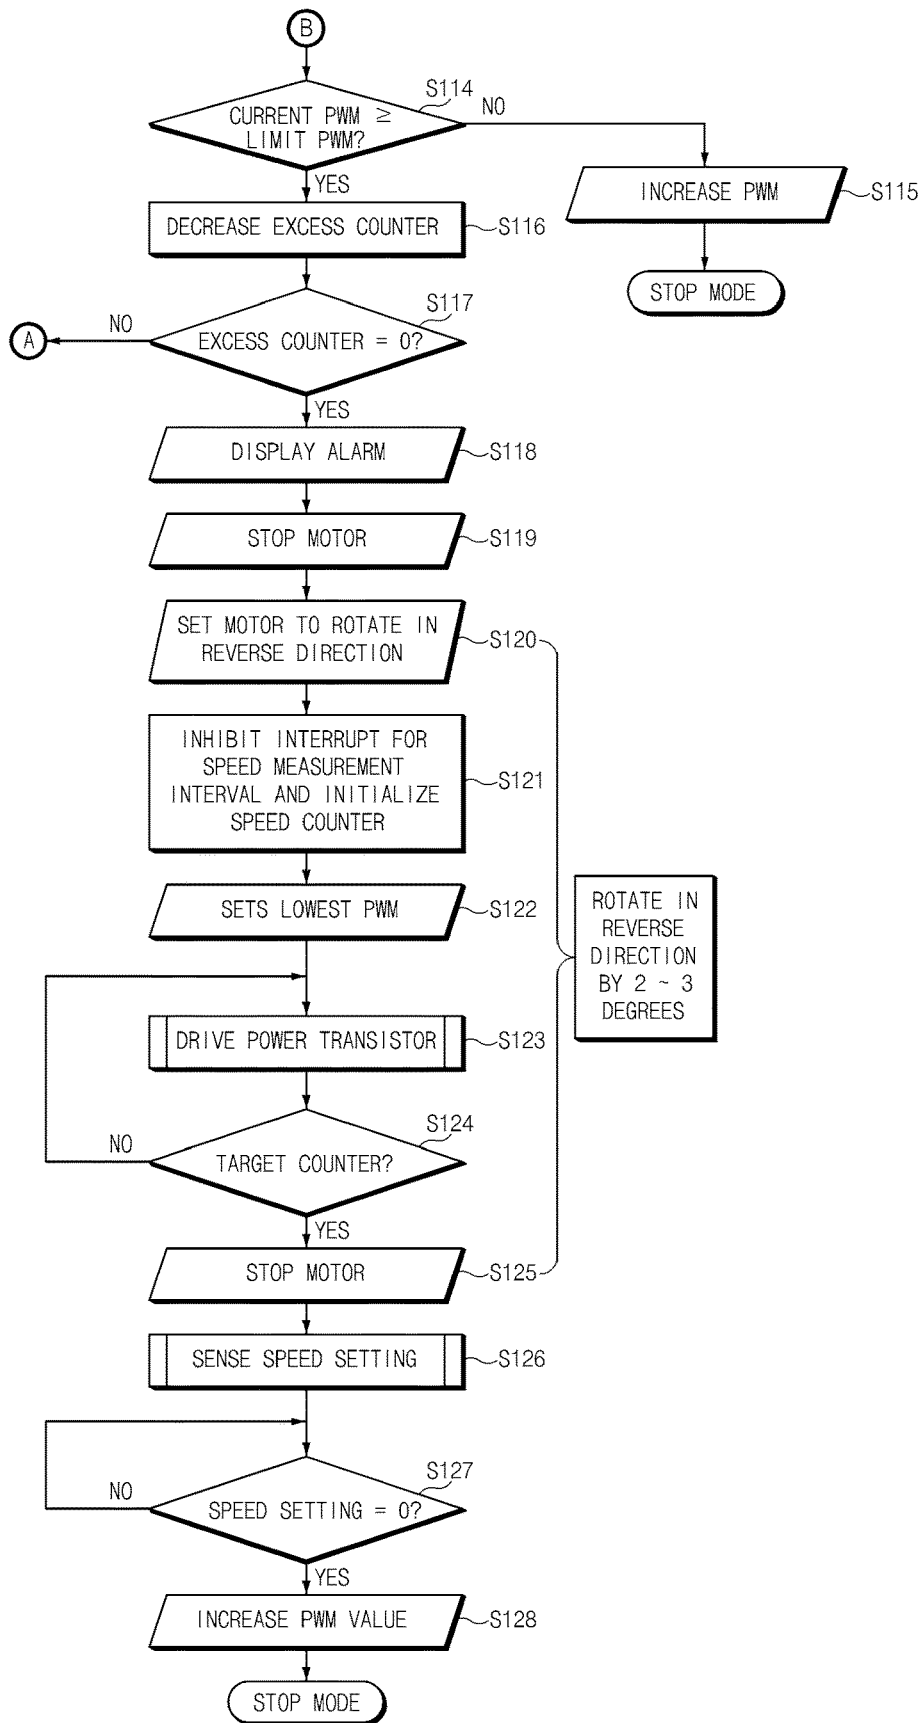 B
CURRENT PWM ≥
LIMIT PWM?
S114
NO
YES
INCREASE PWM
S115
DECREASE EXCESS COUNTER
S116
STOP MODE
EXCESS COUNTER = 0?
S117
NO
A
YES
DISPLAY ALARM
S118
STOP MOTOR
S119
SET MOTOR TO ROTATE IN
REVERSE DIRECTION
S120
INHIBIT INTERRUPT FOR
SPEED MEASUREMENT
INTERVAL AND INITIALIZE
SPEED COUNTER
S121
SETS LOWEST PWM
S122
ROTATE IN
REVERSE
DIRECTION
BY 2 ~ 3
DEGREES
DRIVE POWER TRANSISTOR
S123
TARGET COUNTER?
S124
NO
YES
STOP MOTOR
S125
SENSE SPEED SETTING
S126
SPEED SETTING = 0?
S127
NO
YES
INCREASE PWM VALUE
S128
STOP MODE